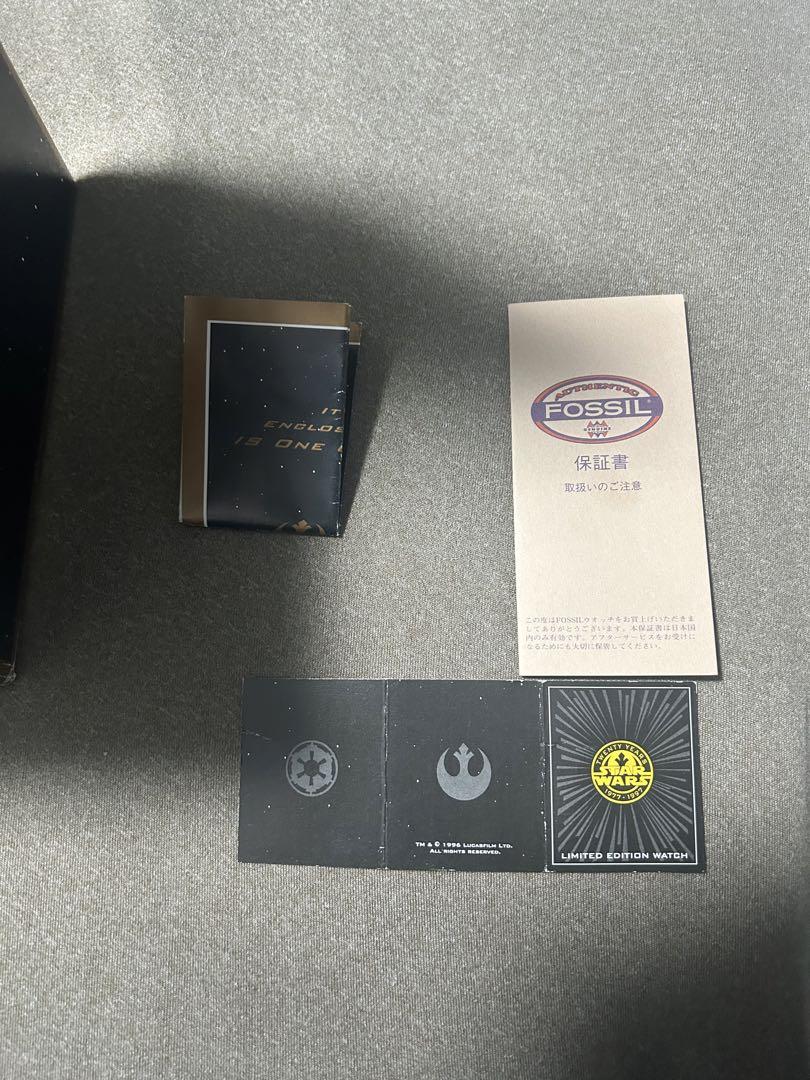 IT
ENCLOS
IS ONE
AUTHENTIC
FOSSIL
GENUINE
保証書
取扱いのご注意
この度はFOSSILウオッチをお買上げいただきま
してありがとうございます。本保証書は日本国
内のみ有効です。アフターサービスをお受けに
なるためにも大切に保管してください。
TWENTY YEARS
STAR
WARS
1977-1997
TM & © 1996 LUCASFILM LTD.
ALL RIGHTS RESERVED.
LIMITED EDITION WATCH